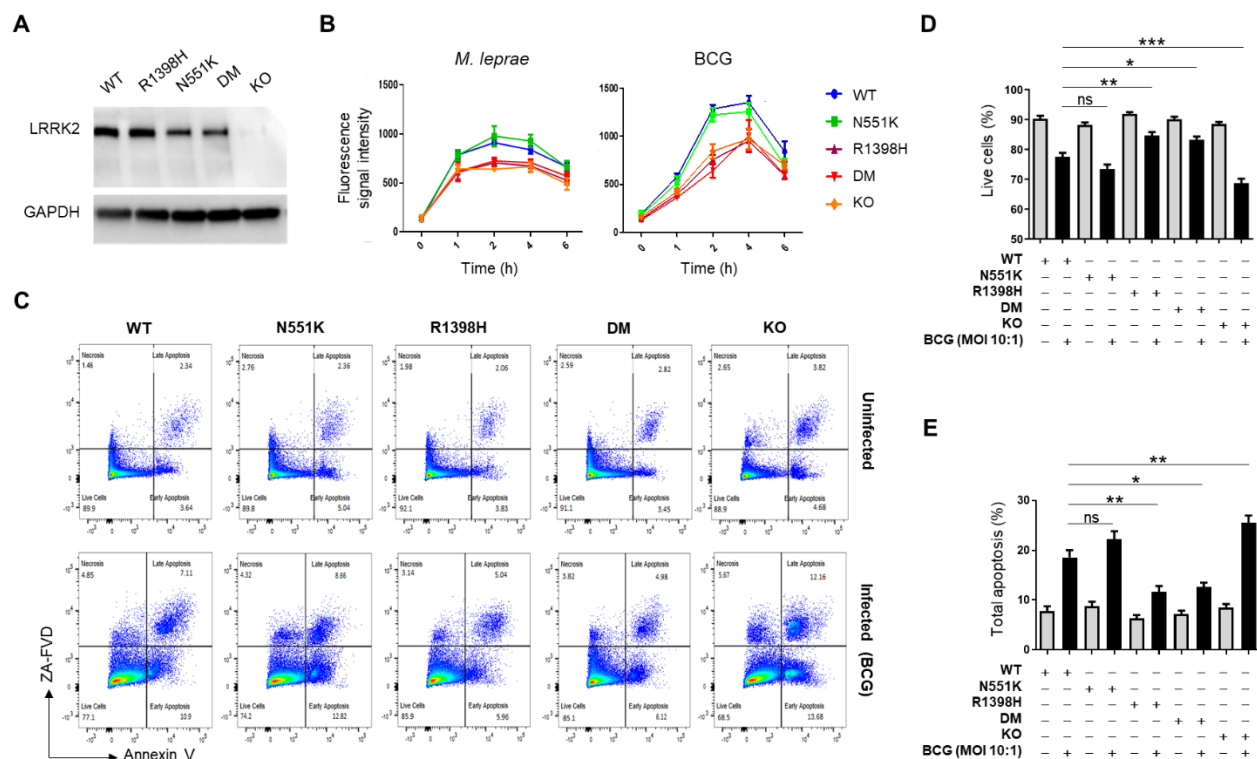 A
WT
R1398H
N551K
DM
KO
LRRK2
GAPDH
B
M. leprae
BCG
Fluorescence
signal intensity
1500
1000
500
0
0
1
2
4
6
Time (h)
1500
1000
500
0
0
1
2
4
6
Time (h)
WT
N551K
R1398H
DM
KO
C
WT
N551K
R1398H
DM
KO
Necrosis
1.46
Late Apoptosis
2.34
Live Cells
89.9
Early Apoptosis
3.64
Necrosis
2.76
Late Apoptosis
2.36
Live Cells
89.8
Early Apoptosis
5.04
Necrosis
1.98
Late Apoptosis
2.06
Live Cells
92.1
Early Apoptosis
3.83
Necrosis
2.59
Late Apoptosis
2.82
Live Cells
91.1
Early Apoptosis
3.45
Necrosis
2.65
Late Apoptosis
3.82
Live Cells
88.9
Early Apoptosis
4.68
Uninfected
Necrosis
4.85
Late Apoptosis
7.11
Live Cells
77.1
Early Apoptosis
10.9
Necrosis
4.32
Late Apoptosis
8.66
Live Cells
74.2
Early Apoptosis
12.82
Necrosis
3.14
Late Apoptosis
5.04
Live Cells
85.9
Early Apoptosis
5.96
Necrosis
3.82
Late Apoptosis
4.98
Live Cells
85.1
Early Apoptosis
6.12
Necrosis
5.67
Late Apoptosis
12.16
Live Cells
68.5
Early Apoptosis
13.68
Infected (BCG)
ZA-FVD
Annexin V
D
***
*
**
ns
Live cells (%)
100
90
80
70
60
50
WT + + – – – – – – – –
N551K – – + + – – – – – –
R1398H – – – – + + – – – –
DM – – – – – – + + – –
KO – – – – – – – – + +
BCG (MOI 10:1) – + – + – + – + – +
E
**
*
**
ns
Total apoptosis (%)
30
20
10
0
WT + + – – – – – – – –
N551K – – + + – – – – – –
R1398H – – – – + + – – – –
DM – – – – – – + + – –
KO – – – – – – – – + +
BCG (MOI 10:1) – + – + – + – + – +